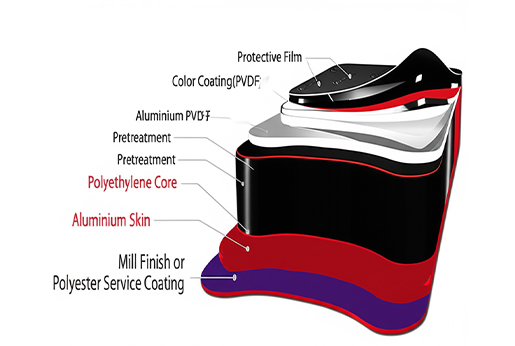 Protective Film
Color Coating(PVDF)
Aluminium PVDF
Pretreatment
Pretreatment
Polyethylene Core
Aluminium Skin
Mill Finish or
Polyester Service Coating